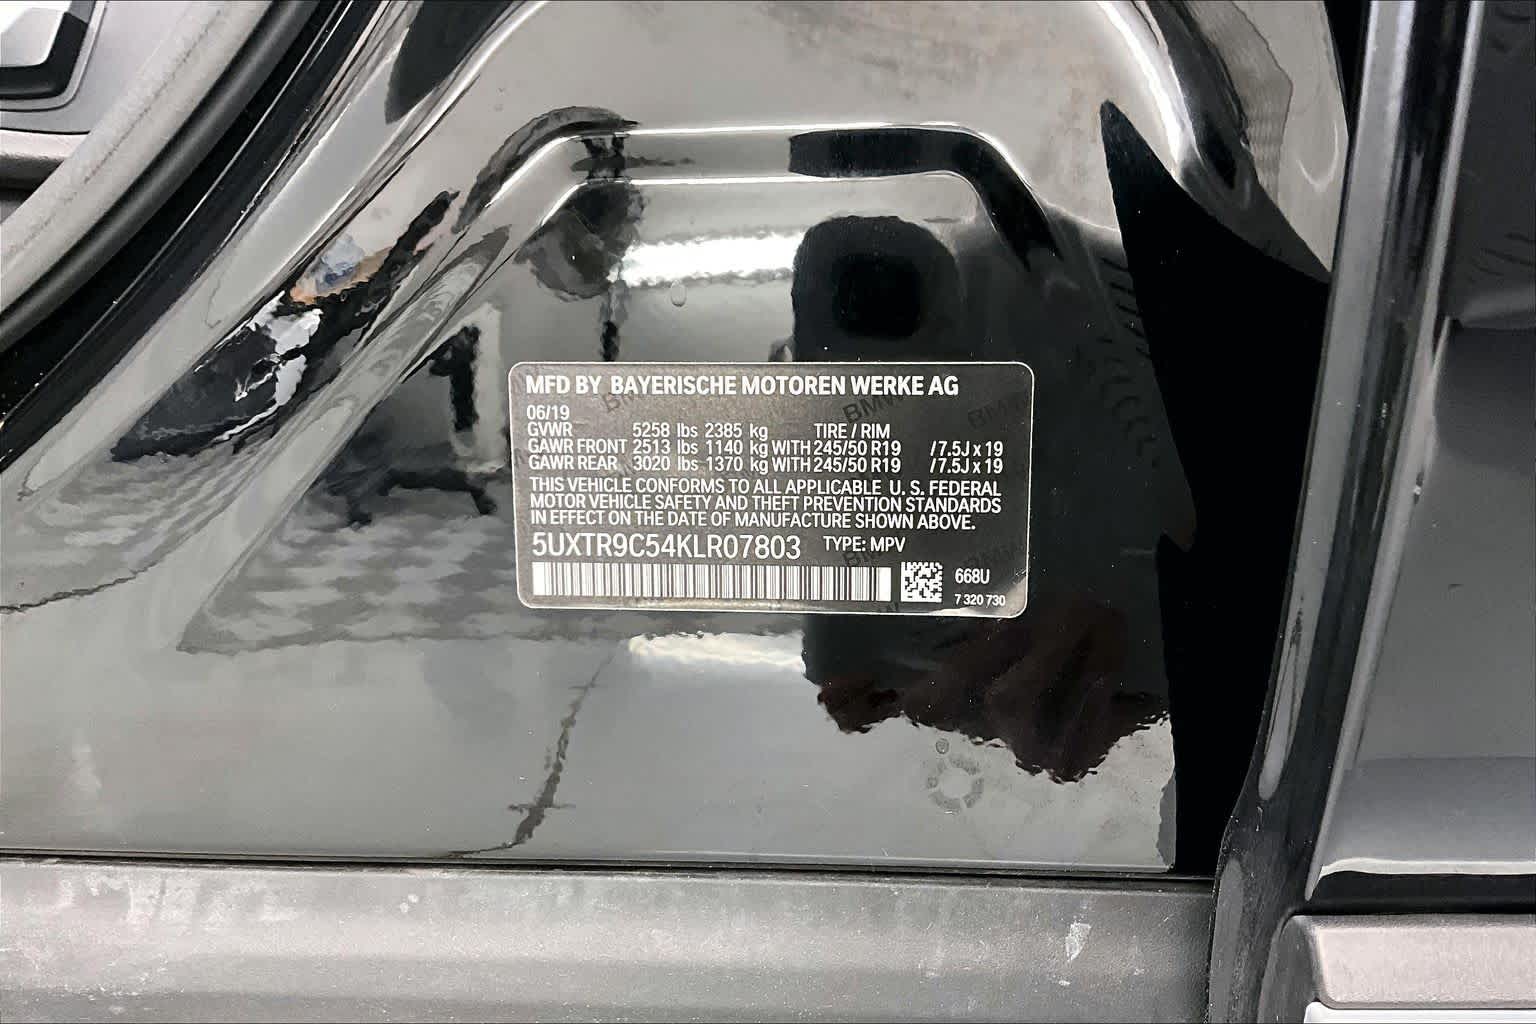 MFD BY BAYERISCHE MOTOREN WERKE AG
06/19
GVWR 5258 lbs 2385 kg TIRE / RIM
GAWR FRONT 2513 lbs 1140 kg WITH 245/50 R19 /7.5J x 19
GAWR REAR 3020 lbs 1370 kg WITH 245/50 R19 /7.5J x 19
THIS VEHICLE CONFORMS TO ALL APPLICABLE U. S. FEDERAL
MOTOR VEHICLE SAFETY AND THEFT PREVENTION STANDARDS
IN EFFECT ON THE DATE OF MANUFACTURE SHOWN ABOVE.
5UXTR9C54KLR07803 TYPE: MPV
668U
7 320 730